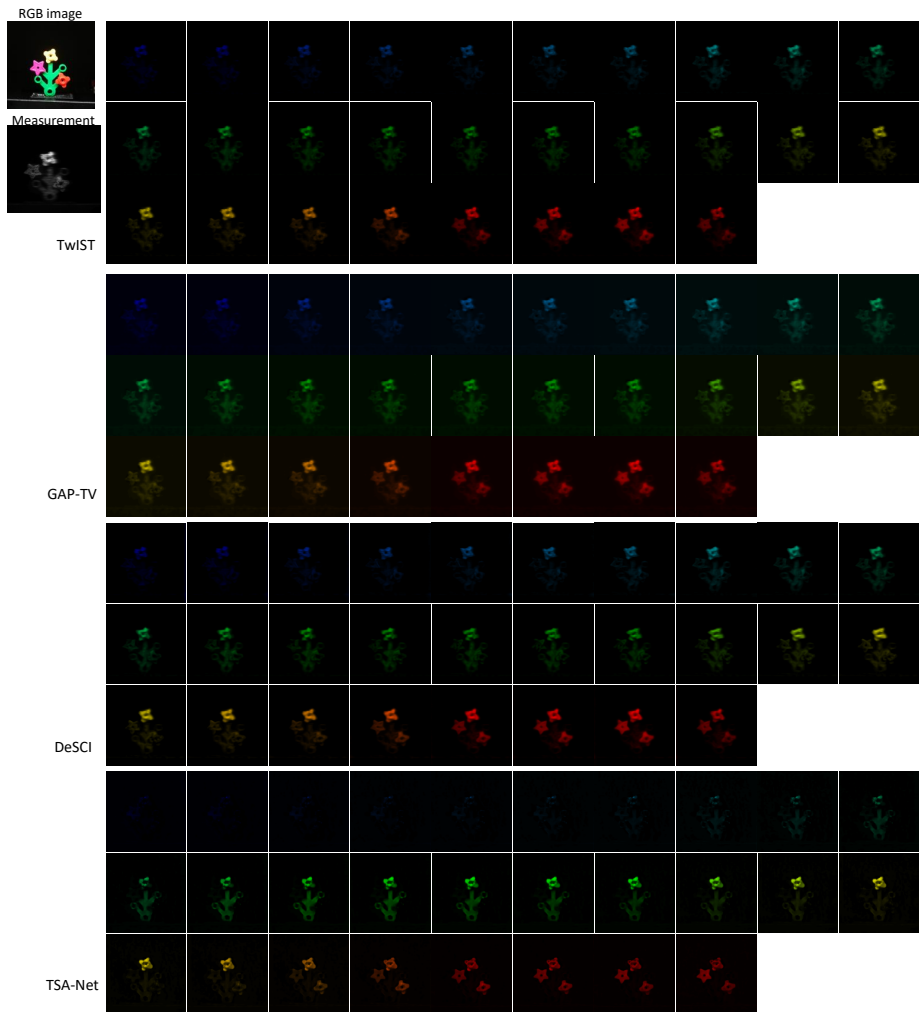 RGB image
Measurement
TwIST
GAP-TV
DeSCI
TSA-Net